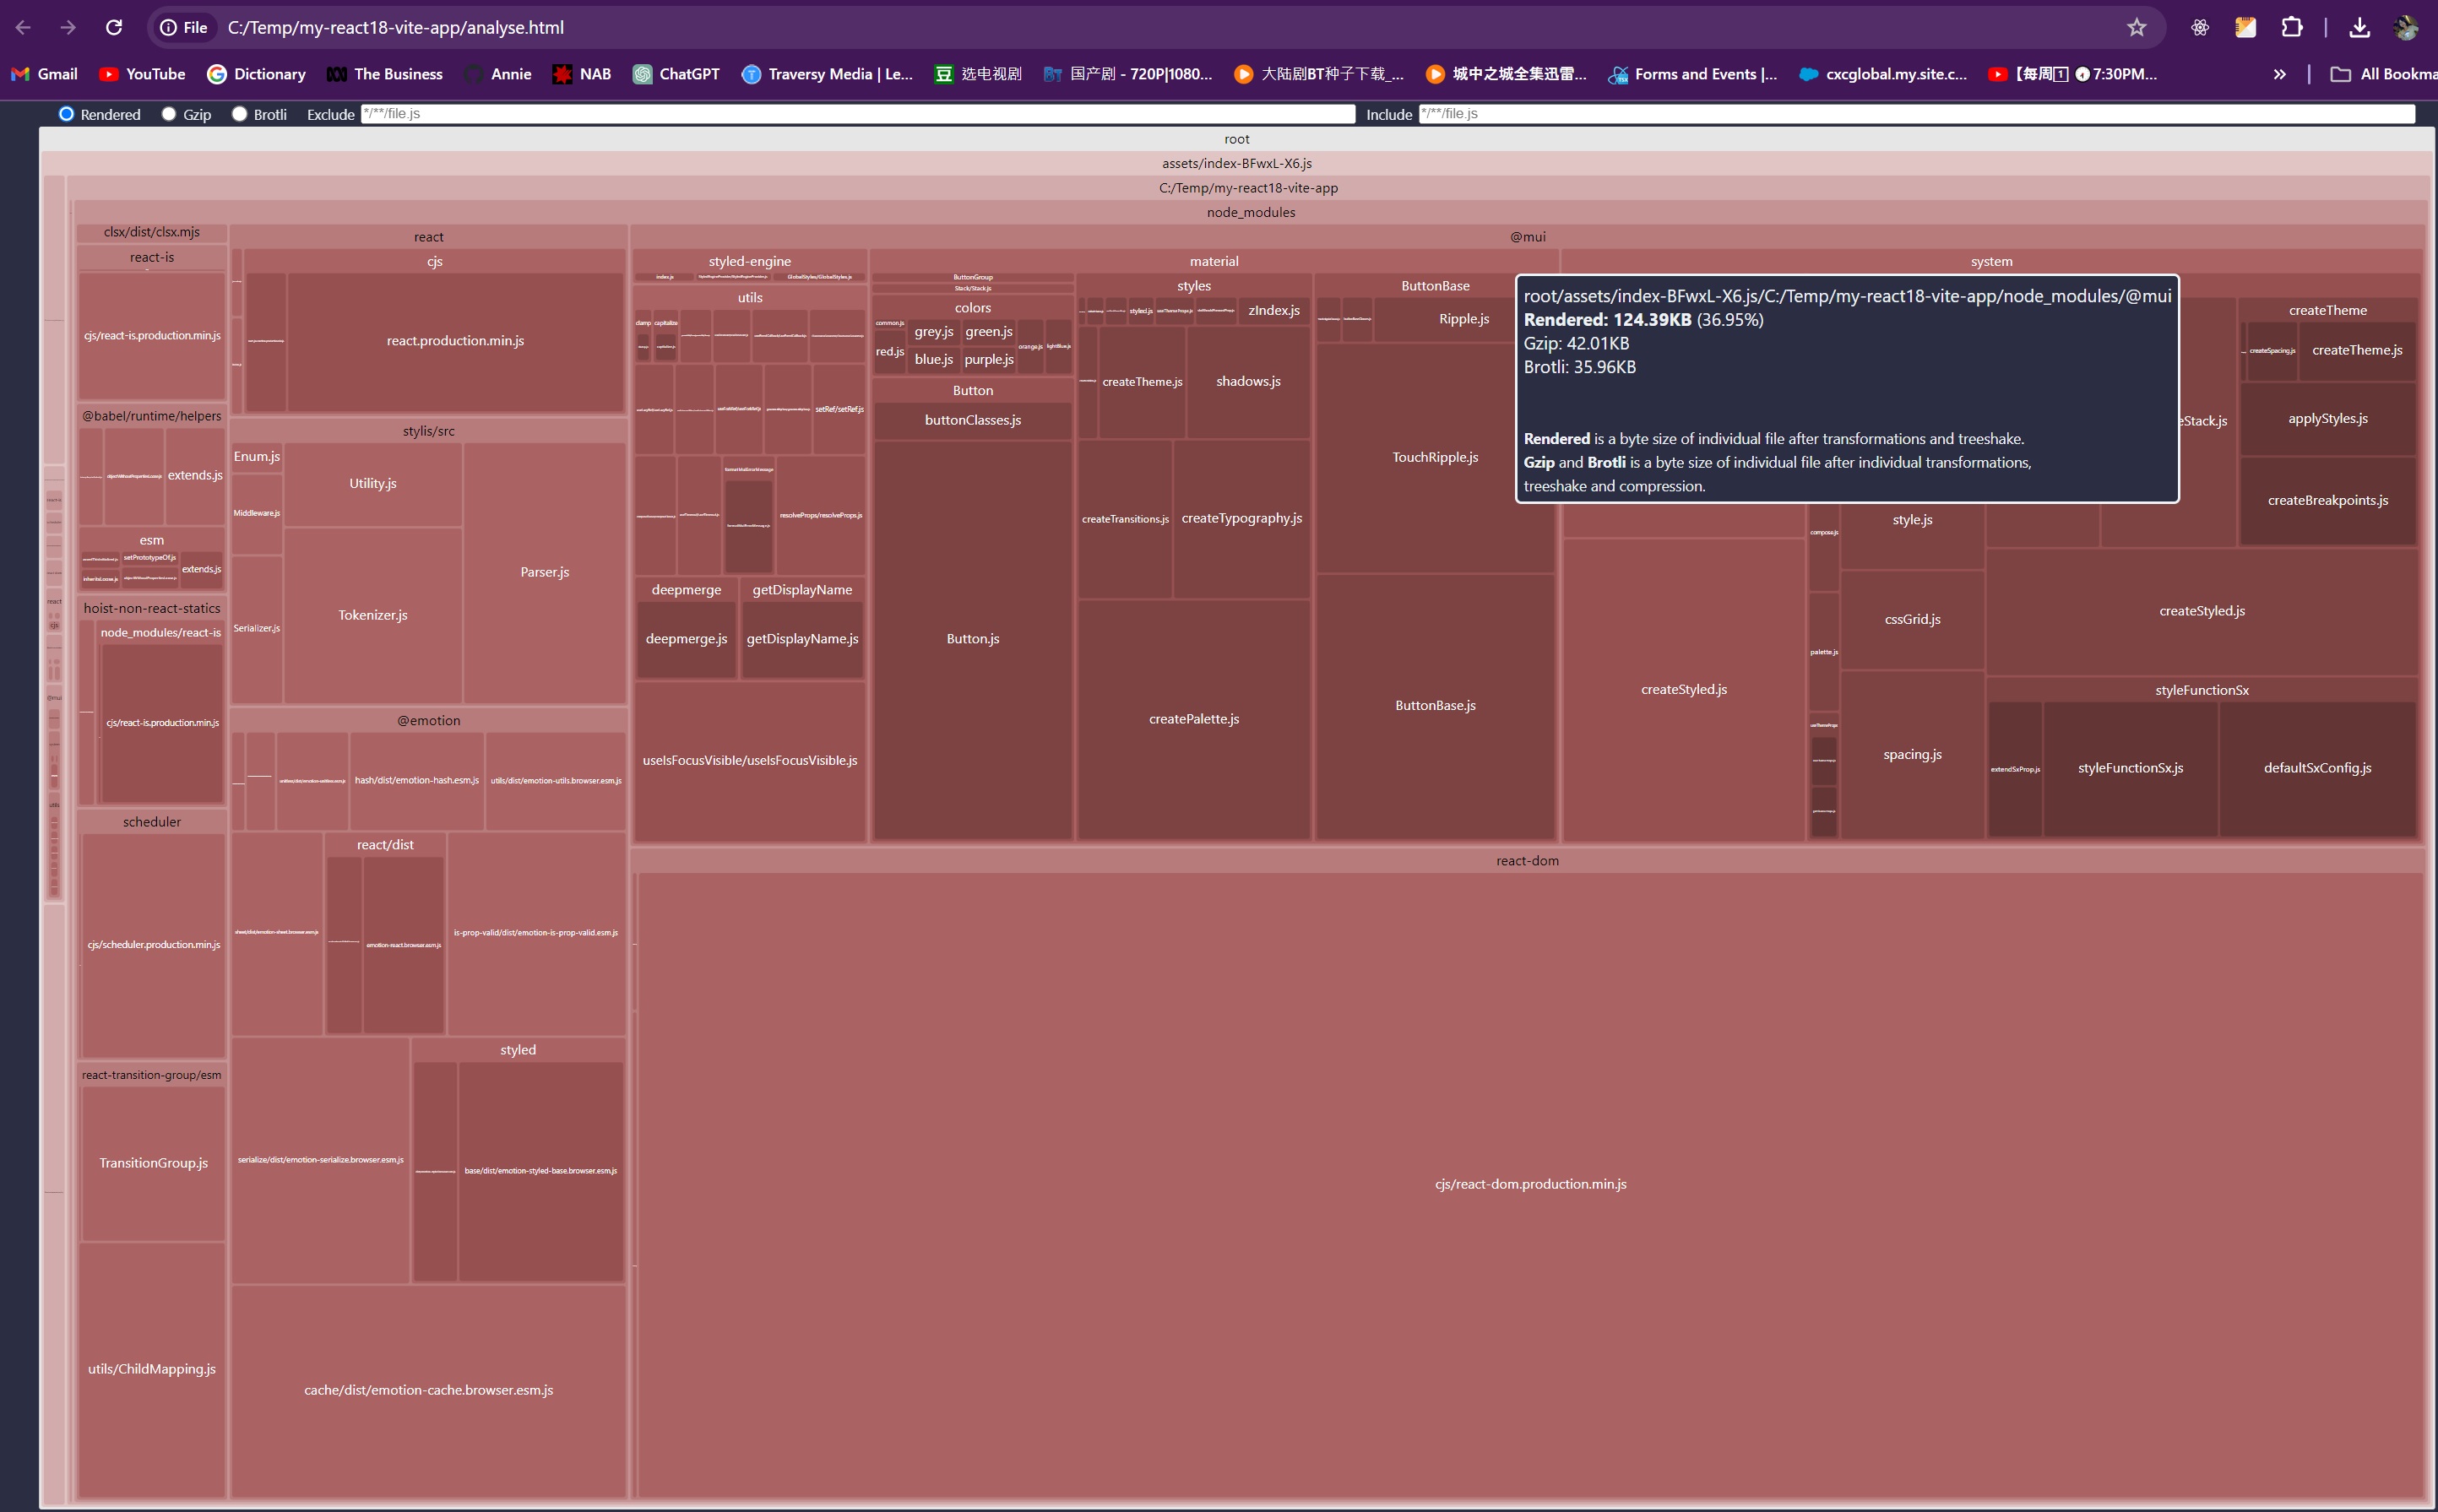 File C:/Temp/my-react18-vite-app/analyse.html
Gmail YouTube Dictionary The Business Annie NAB ChatGPT Traversy Media | Le... 选电视剧 国产剧 - 720P|1080... 大陆剧BT种子下载_... 城中之城全集迅雷... Forms and Events |... cxcglobal.my.site.c... 【每周1】 7:30PM... » All Bookma
Rendered Gzip Brotli Exclude */**/file.js Include */**/file.js
root
assets/index-BFwxL-X6.js
C:/Temp/my-react18-vite-app
node_modules
clsx/dist/clsx.mjs
react-is
cjs/react-is.production.min.js
@babel/runtime/helpers
extends.js
esm
setPrototypeOf.js
inheritsLoose.js
extends.js
hoist-non-react-statics
node_modules/react-is
cjs/react-is.production.min.js
scheduler
cjs/scheduler.production.min.js
react-transition-group/esm
TransitionGroup.js
utils/ChildMapping.js
react
cjs
react.production.min.js
stylis/src
Enum.js
Middleware.js
Serializer.js
Utility.js
Tokenizer.js
Parser.js
@emotion
hash/dist/emotion-hash.esm.js
utils/dist/emotion-utils.browser.esm.js
sheet/dist/emotion-sheet.browser.esm.js
react/dist
emotion-react.browser.esm.js
is-prop-valid/dist/emotion-is-prop-valid.esm.js
serialize/dist/emotion-serialize.browser.esm.js
styled
base/dist/emotion-styled-base.browser.esm.js
cache/dist/emotion-cache.browser.esm.js
@mui
styled-engine
index.js
GlobalStyles/GlobalStyles.js
utils
clamp
capitalize
setRef/setRef.js
resolveProps/resolveProps.js
deepmerge
deepmerge.js
getDisplayName
getDisplayName.js
useIsFocusVisible/useIsFocusVisible.js
material
ButtonGroup
Stack/Stack.js
colors
common.js
red.js
grey.js
green.js
blue.js
purple.js
orange.js
lightBlue.js
Button
buttonClasses.js
Button.js
styles
styled.js
zIndex.js
createTheme.js
shadows.js
createTransitions.js
createTypography.js
createPalette.js
ButtonBase
Ripple.js
TouchRipple.js
ButtonBase.js
system
root/assets/index-BFwxL-X6.js/C:/Temp/my-react18-vite-app/node_modules/@mui
Rendered: 124.39KB (36.95%)
Gzip: 42.01KB
Brotli: 35.96KB
Rendered is a byte size of individual file after transformations and treeshake.
Gzip and Brotli is a byte size of individual file after individual transformations,
treeshake and compression.
createStyled.js
compose.js
palette.js
style.js
cssGrid.js
spacing.js
eStack.js
createTheme
createSpacing.js
createTheme.js
applyStyles.js
createBreakpoints.js
createStyled.js
styleFunctionSx
extendSxProp.js
styleFunctionSx.js
defaultSxConfig.js
react-dom
cjs/react-dom.production.min.js